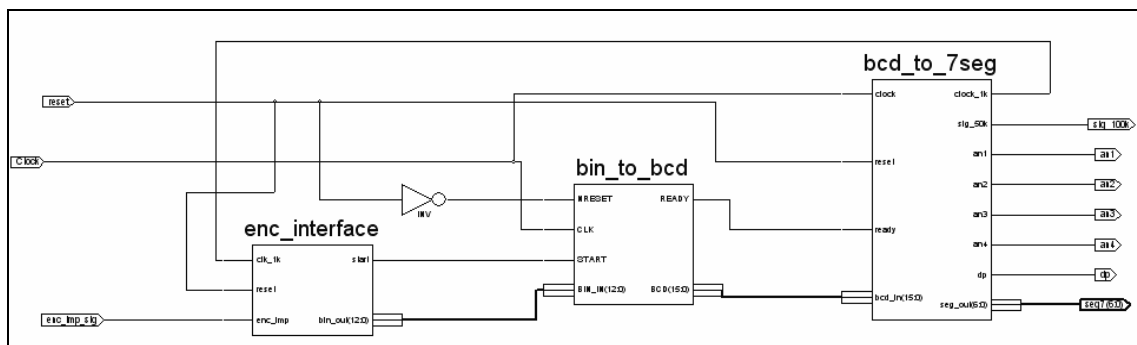 bcd_to_7seg
clock
clock_1k
reset
sig_50k
sig_100k
an1
an1
Clock
reset
bin_to_bcd
an2
an2
NRESET
READY
an3
an3
INV
enc_interface
CLK
ready
an4
an4
clk_1k
start
START
dp
dp
reset
BIN_IN(12:0)
BCD(15:0)
bcd_in(15:0)
seg_out(6:0)
seg7(6:0)
enc_imp_sig
enc_imp
bin_out(12:0)